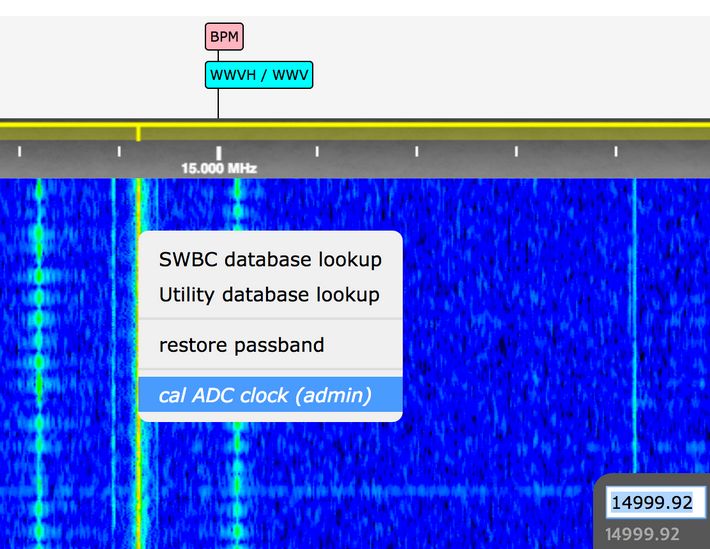 BPM
WWVH / WWV
15.000 MHz
SWBC database lookup
Utility database lookup
restore passband
cal ADC clock (admin)
14999.92
14999.92